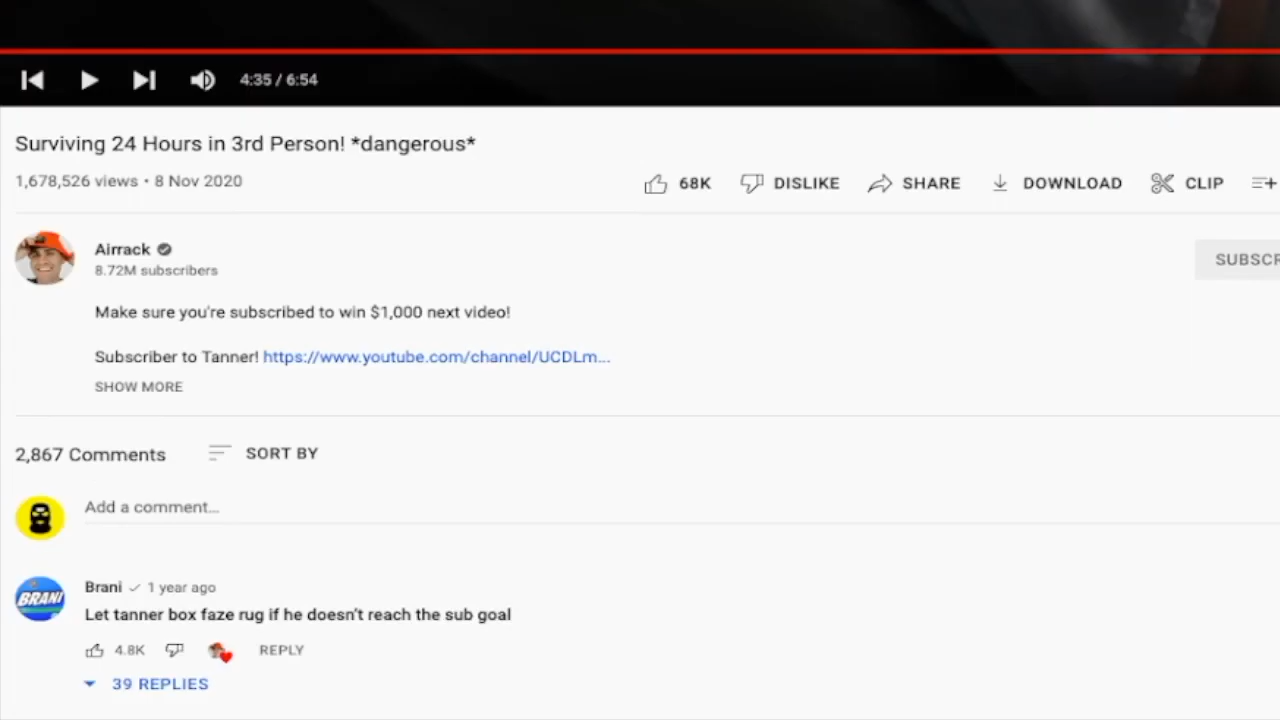 4:35 / 6:54
Surviving 24 Hours in 3rd Person! *dangerous*
1,678,526 views • 8 Nov 2020
68K DISLIKE SHARE DOWNLOAD CLIP
Airrack
8.72M subscribers
SUBSCR
Make sure you're subscribed to win $1,000 next video!
Subscriber to Tanner! https://www.youtube.com/channel/UCDLm...
SHOW MORE
2,867 Comments SORT BY
Add a comment...
BRANI
Brani 1 year ago
Let tanner box faze rug if he doesn't reach the sub goal
4.8K REPLY
39 REPLIES